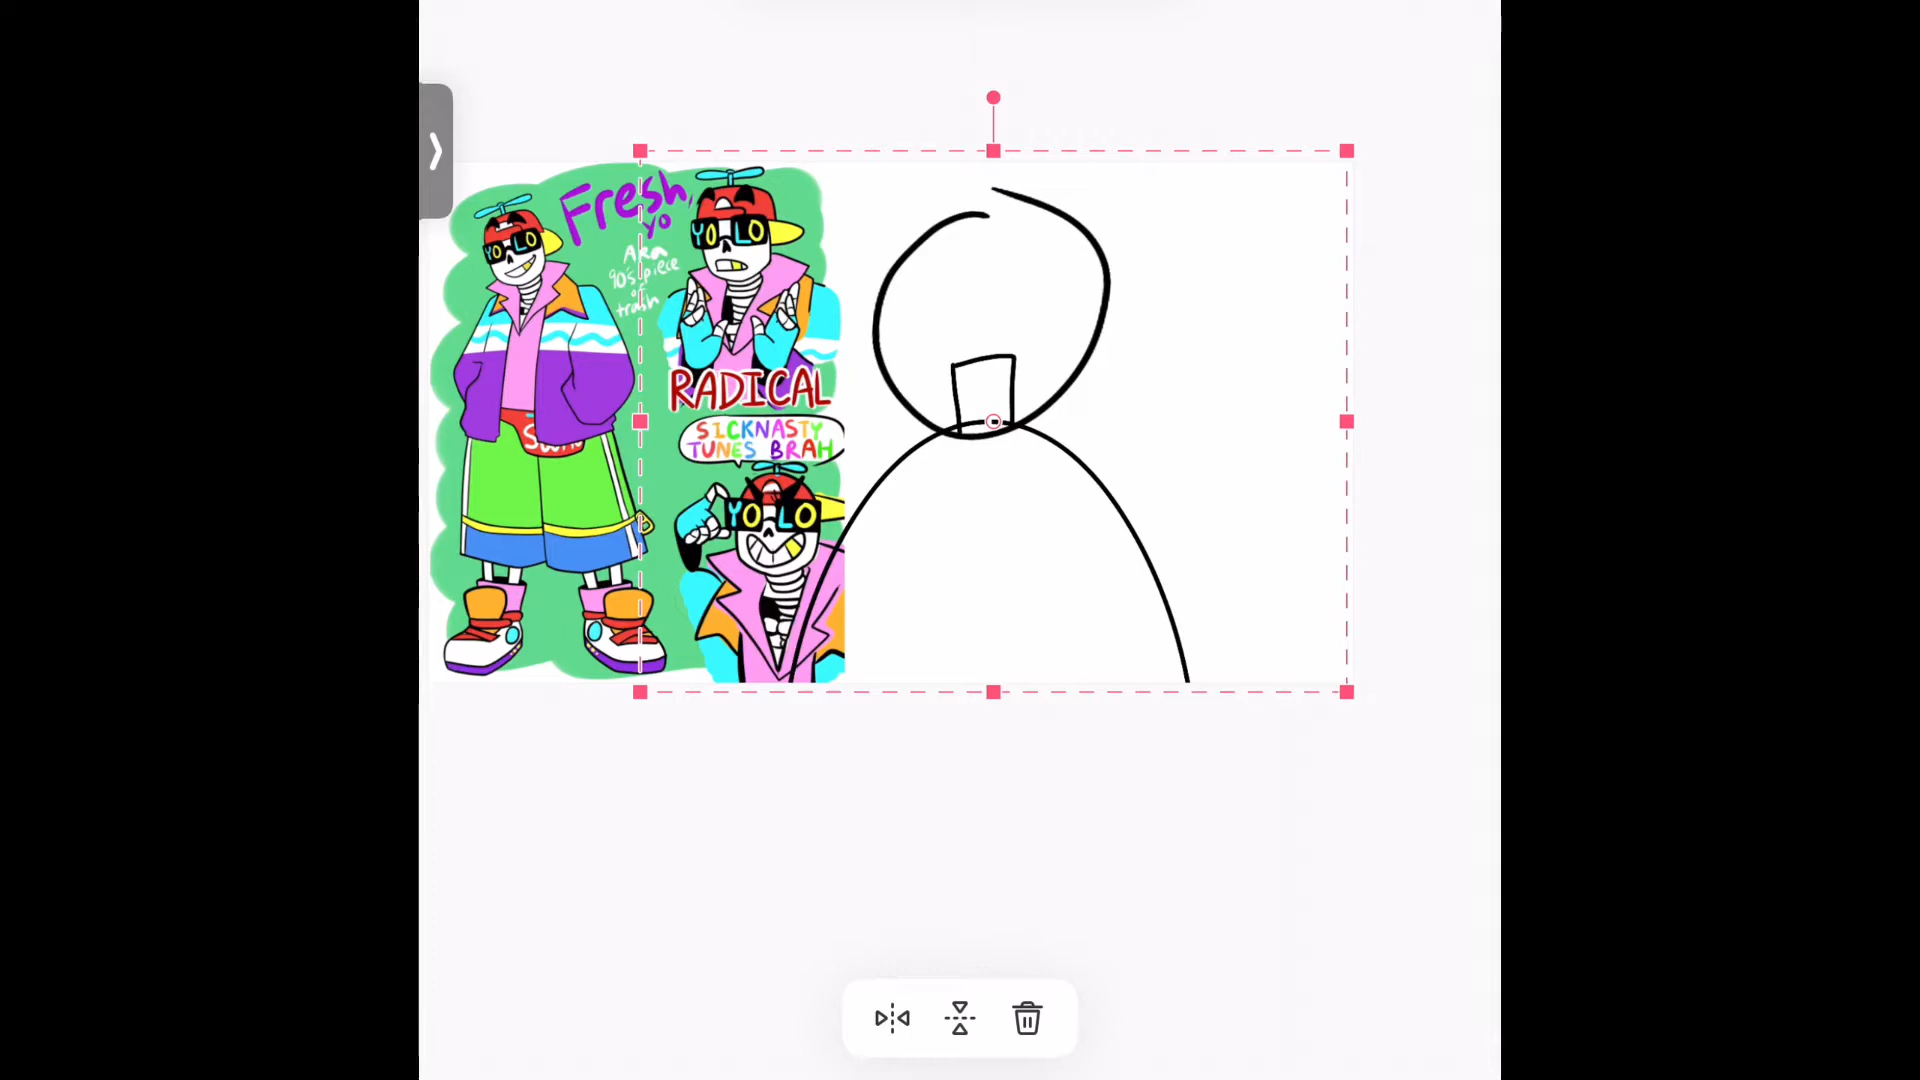 Fresh,
yo
AKA
90's piece
of
trash
YOLO
YOLO
RADICAL
SICKNASTY
TUNES BRAH
YOLO